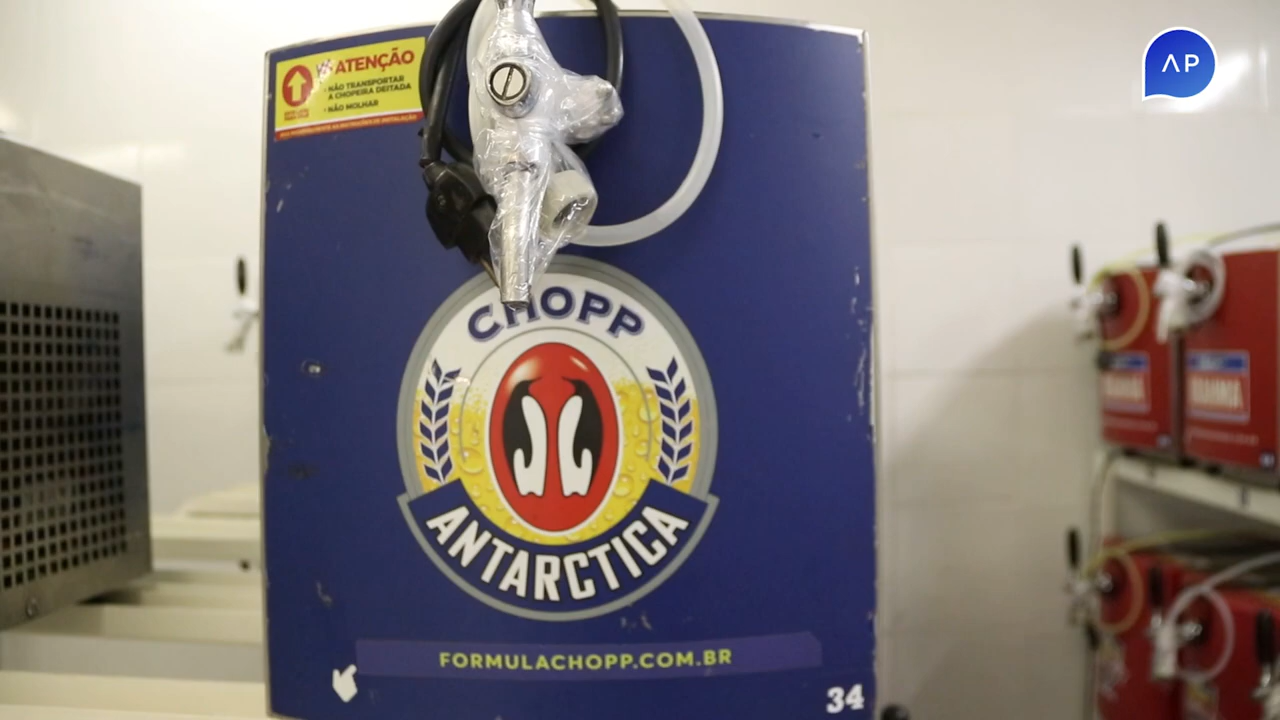 ATENÇÃO
• NÃO TRANSPORTAR
A CHOPEIRA DEITADA
• NÃO MOLHAR
AP
CHOPP
ANTARCTICA
FORMULACHOPP.COM.BR
34
BRAHMA